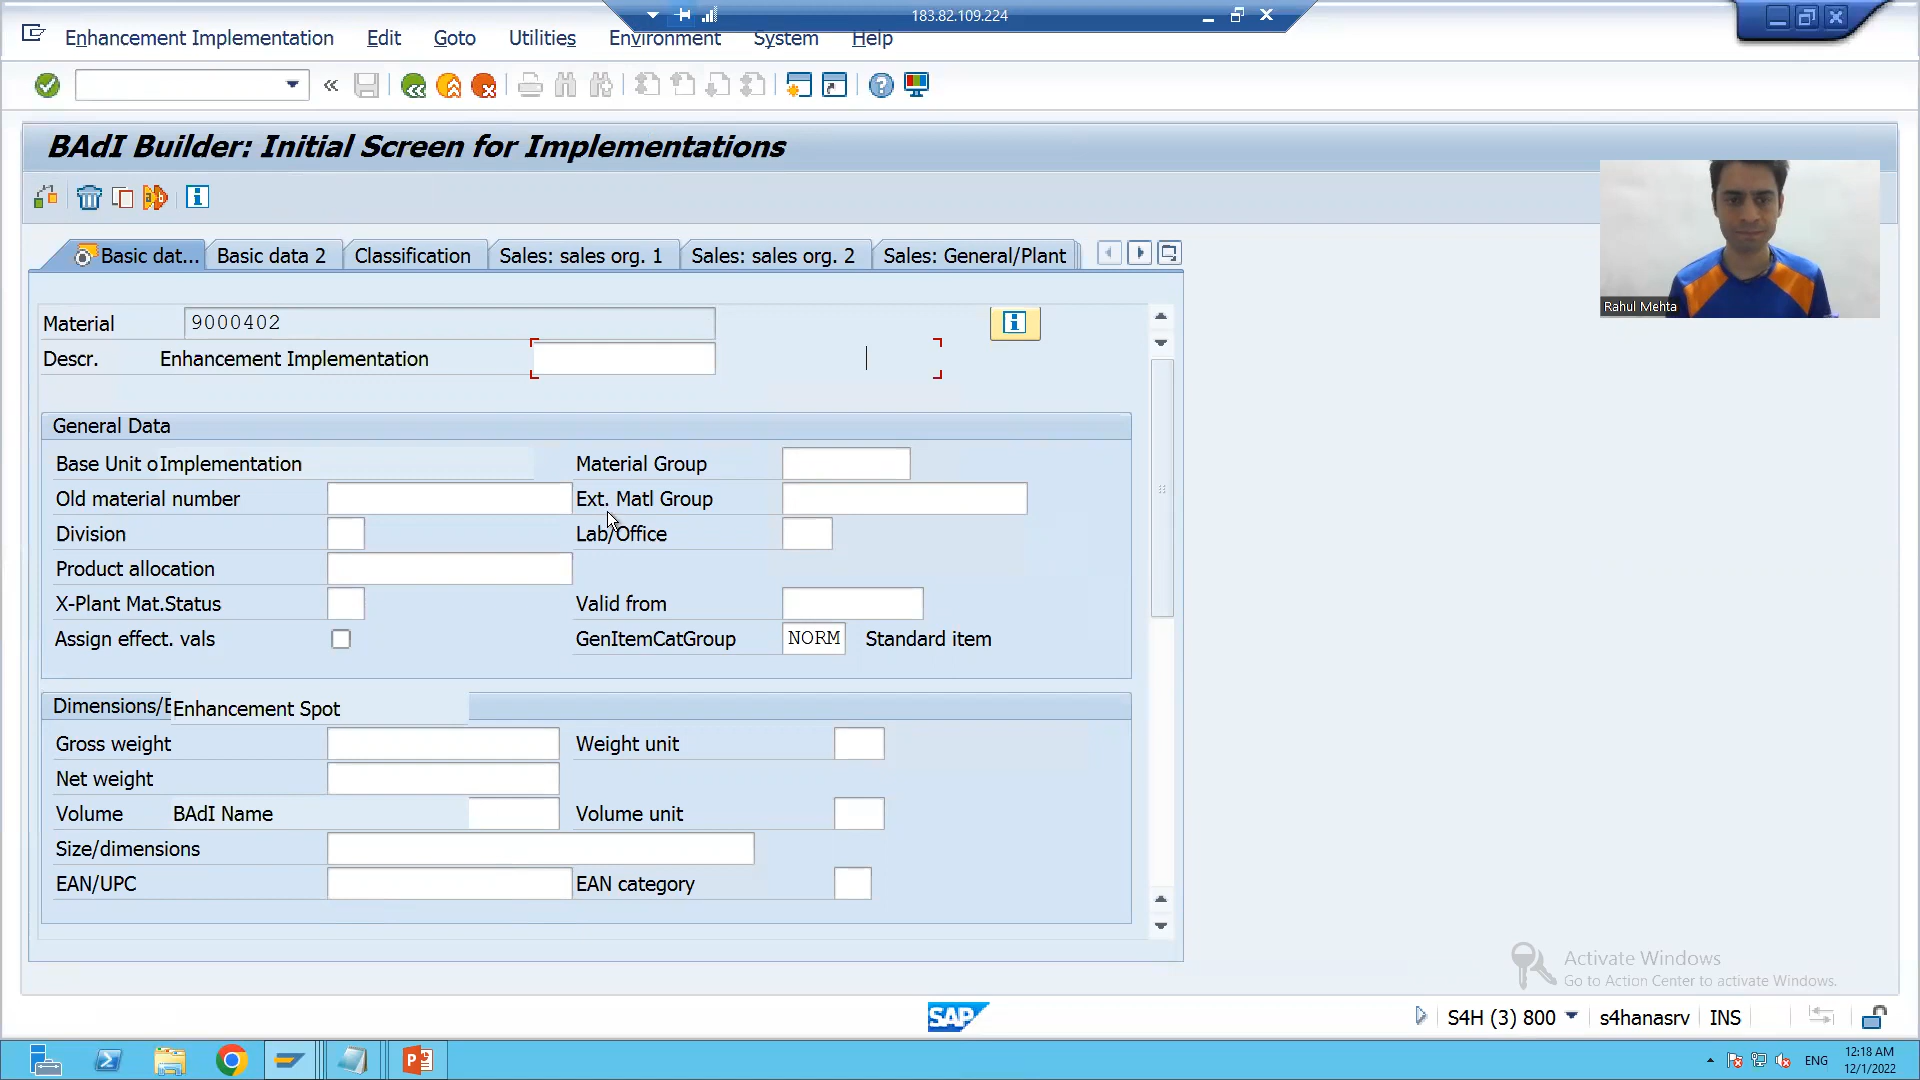 183.82.109.224
Enhancement Implementation Edit Goto Utilities Environment System Help
BAdI Builder: Initial Screen for Implementations
Basic dat... Basic data 2 Classification Sales: sales org. 1 Sales: sales org. 2 Sales: General/Plant
Rahul Mehta
Material 9000402
Descr. Enhancement Implementation
General Data
Base Unit o Implementation Material Group
Old material number Ext. Matl Group
Division Lab/Office
Product allocation
X-Plant Mat.Status Valid from
Assign effect. vals GenItemCatGroup NORM Standard item
Dimensions/E Enhancement Spot
Gross weight Weight unit
Net weight
Volume BAdI Name Volume unit
Size/dimensions
EAN/UPC EAN category
Activate Windows
Go to Action Center to activate Windows.
SAP S4H (3) 800 s4hanasrv INS
ENG 12:18 AM
12/1/2022